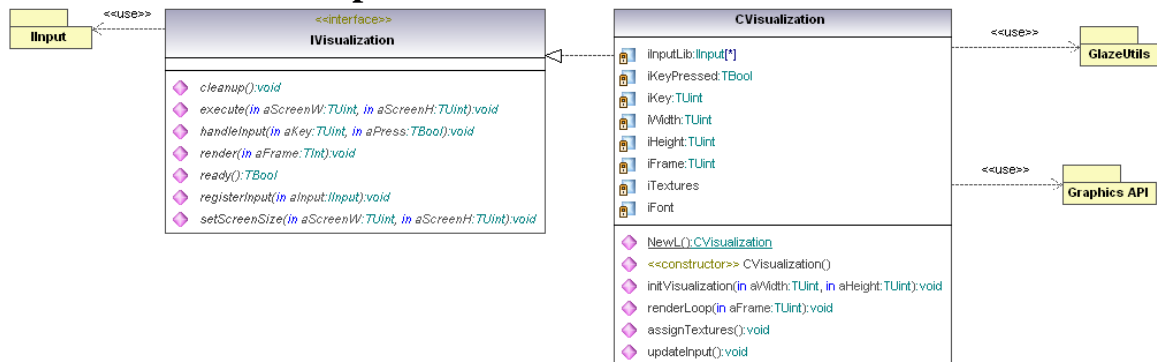 <<use>>
IInput
<<interface>>
IVisualization
cleanup():void
execute(in aScreenW:TUint, in aScreenH:TUint):void
handleInput(in aKey:TUint, in aPress:TBool):void
render(in aFrame:TInt):void
ready():TBool
registerInput(in aInput:IInput):void
setScreenSize(in aScreenW:TUint, in aScreenH:TUint):void
CVisualization
iInputLib:IInput[*]
iKeyPressed:TBool
iKey:TUint
iWidth:TUint
iHeight:TUint
iFrame:TUint
iTextures
iFont
NewL():CVisualization
<<constructor>> CVisualization()
initVisualization(in aWidth:TUint, in aHeight:TUint):void
renderLoop(in aFrame:TUint):void
assignTextures():void
updateInput():void
<<use>>
GlazeUtils
<<use>>
Graphics API